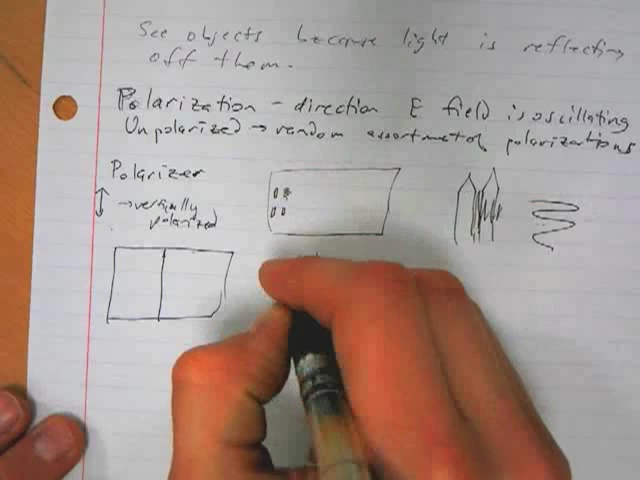 See objects because light is reflecting
off them.
Polarization - direction E field is oscillating
Unpolarized → random assortment of polarizations
Polarizer
→ vertically
polarized